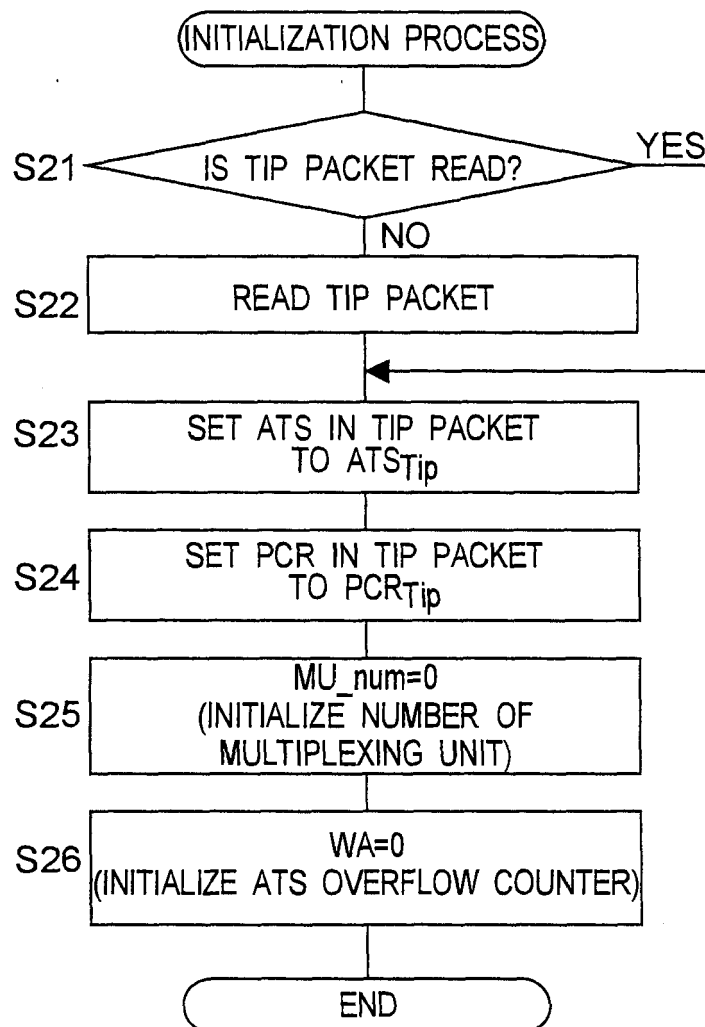 INITIALIZATION PROCESS
S21
IS TIP PACKET READ?
YES
NO
S22
READ TIP PACKET
S23
SET ATS IN TIP PACKET
TO ATSTip
S24
SET PCR IN TIP PACKET
TO PCRTip
S25
MU_num=0
(INITIALIZE NUMBER OF
MULTIPLEXING UNIT)
S26
WA=0
(INITIALIZE ATS OVERFLOW COUNTER)
END